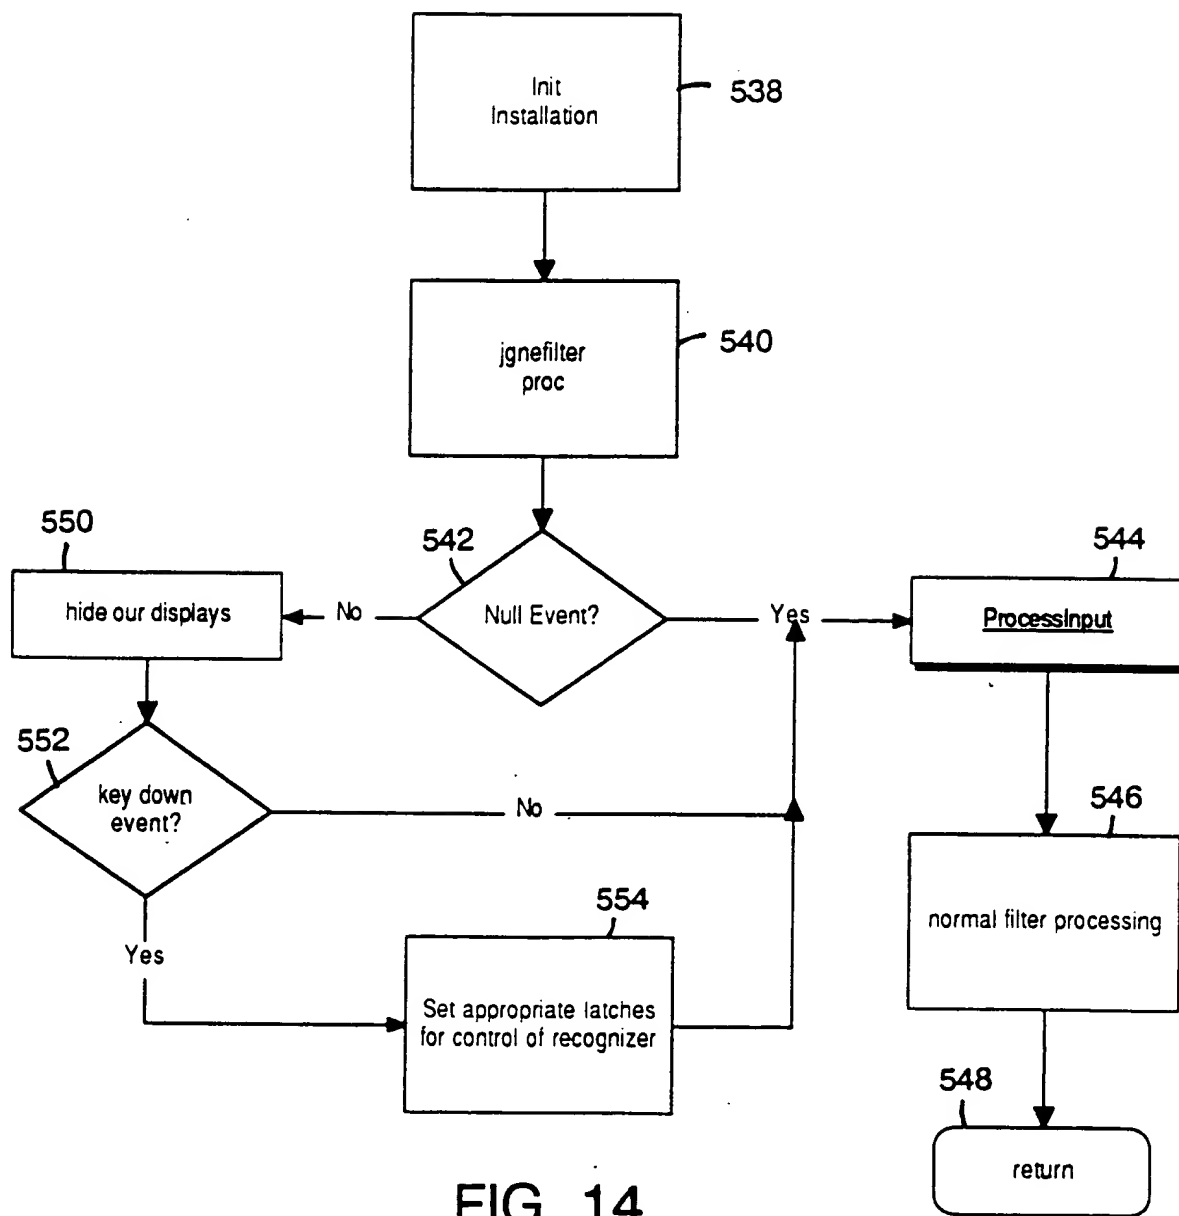 Init
Installation
538
jgnefilter
proc
540
550
542
544
hide our displays
No
Null Event?
Yes
ProcessInput
552
key down
event?
No
546
normal filter processing
Yes
554
Set appropriate latches
for control of recognizer
548
return
FIG. 14